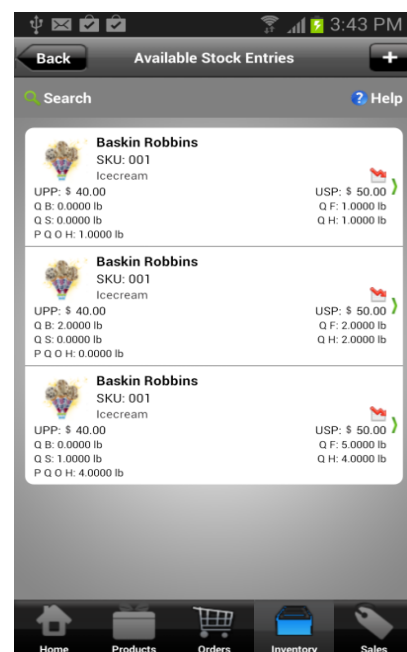 3:43 PM
Back Available Stock Entries +
Search Help
Baskin Robbins
SKU: 001
Icecream
UPP: $ 40.00 USP: $ 50.00
Q B: 0.0000 lb Q F: 1.0000 lb
Q S: 0.0000 lb Q H: 1.0000 lb
P Q O H: 1.0000 lb
Baskin Robbins
SKU: 001
Icecream
UPP: $ 40.00 USP: $ 50.00
Q B: 2.0000 lb Q F: 2.0000 lb
Q S: 0.0000 lb Q H: 2.0000 lb
P Q O H: 0.0000 lb
Baskin Robbins
SKU: 001
Icecream
UPP: $ 40.00 USP: $ 50.00
Q B: 0.0000 lb Q F: 5.0000 lb
Q S: 1.0000 lb Q H: 4.0000 lb
P Q O H: 4.0000 lb
Home Products Orders Inventory Sales